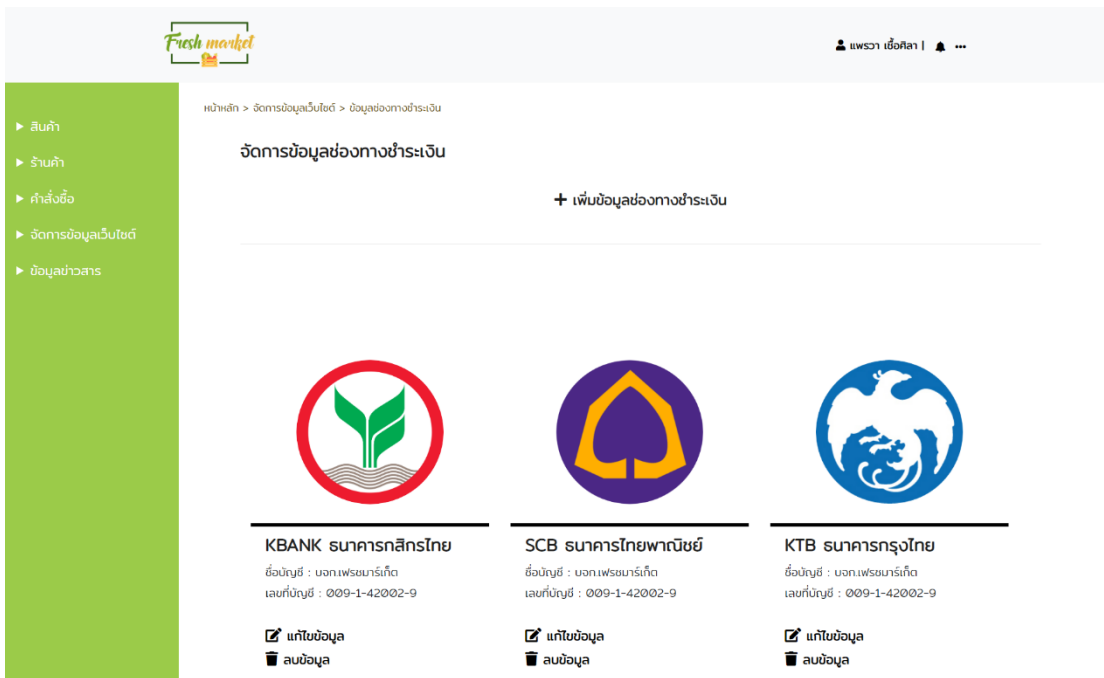 Fresh market
แพรวา เชื้อศิลา |
หน้าหลัก > จัดการข้อมูลเว็บไซต์ > ข้อมูลช่องทางชำระเงิน
สินค้า
ร้านค้า
คำสั่งซื้อ
จัดการข้อมูลเว็บไซต์
ข้อมูลข่าวสาร
จัดการข้อมูลช่องทางชำระเงิน
เพิ่มข้อมูลช่องทางชำระเงิน
KBANK ธนาคารกสิกรไทย
ชื่อบัญชี : บจก.เฟรชมาร์เก็ต
เลขที่บัญชี : 009-1-42002-9
แก้ไขข้อมูล
ลบข้อมูล
SCB ธนาคารไทยพาณิชย์
ชื่อบัญชี : บจก.เฟรชมาร์เก็ต
เลขที่บัญชี : 009-1-42002-9
แก้ไขข้อมูล
ลบข้อมูล
KTB ธนาคารกรุงไทย
ชื่อบัญชี : บจก.เฟรชมาร์เก็ต
เลขที่บัญชี : 009-1-42002-9
แก้ไขข้อมูล
ลบข้อมูล